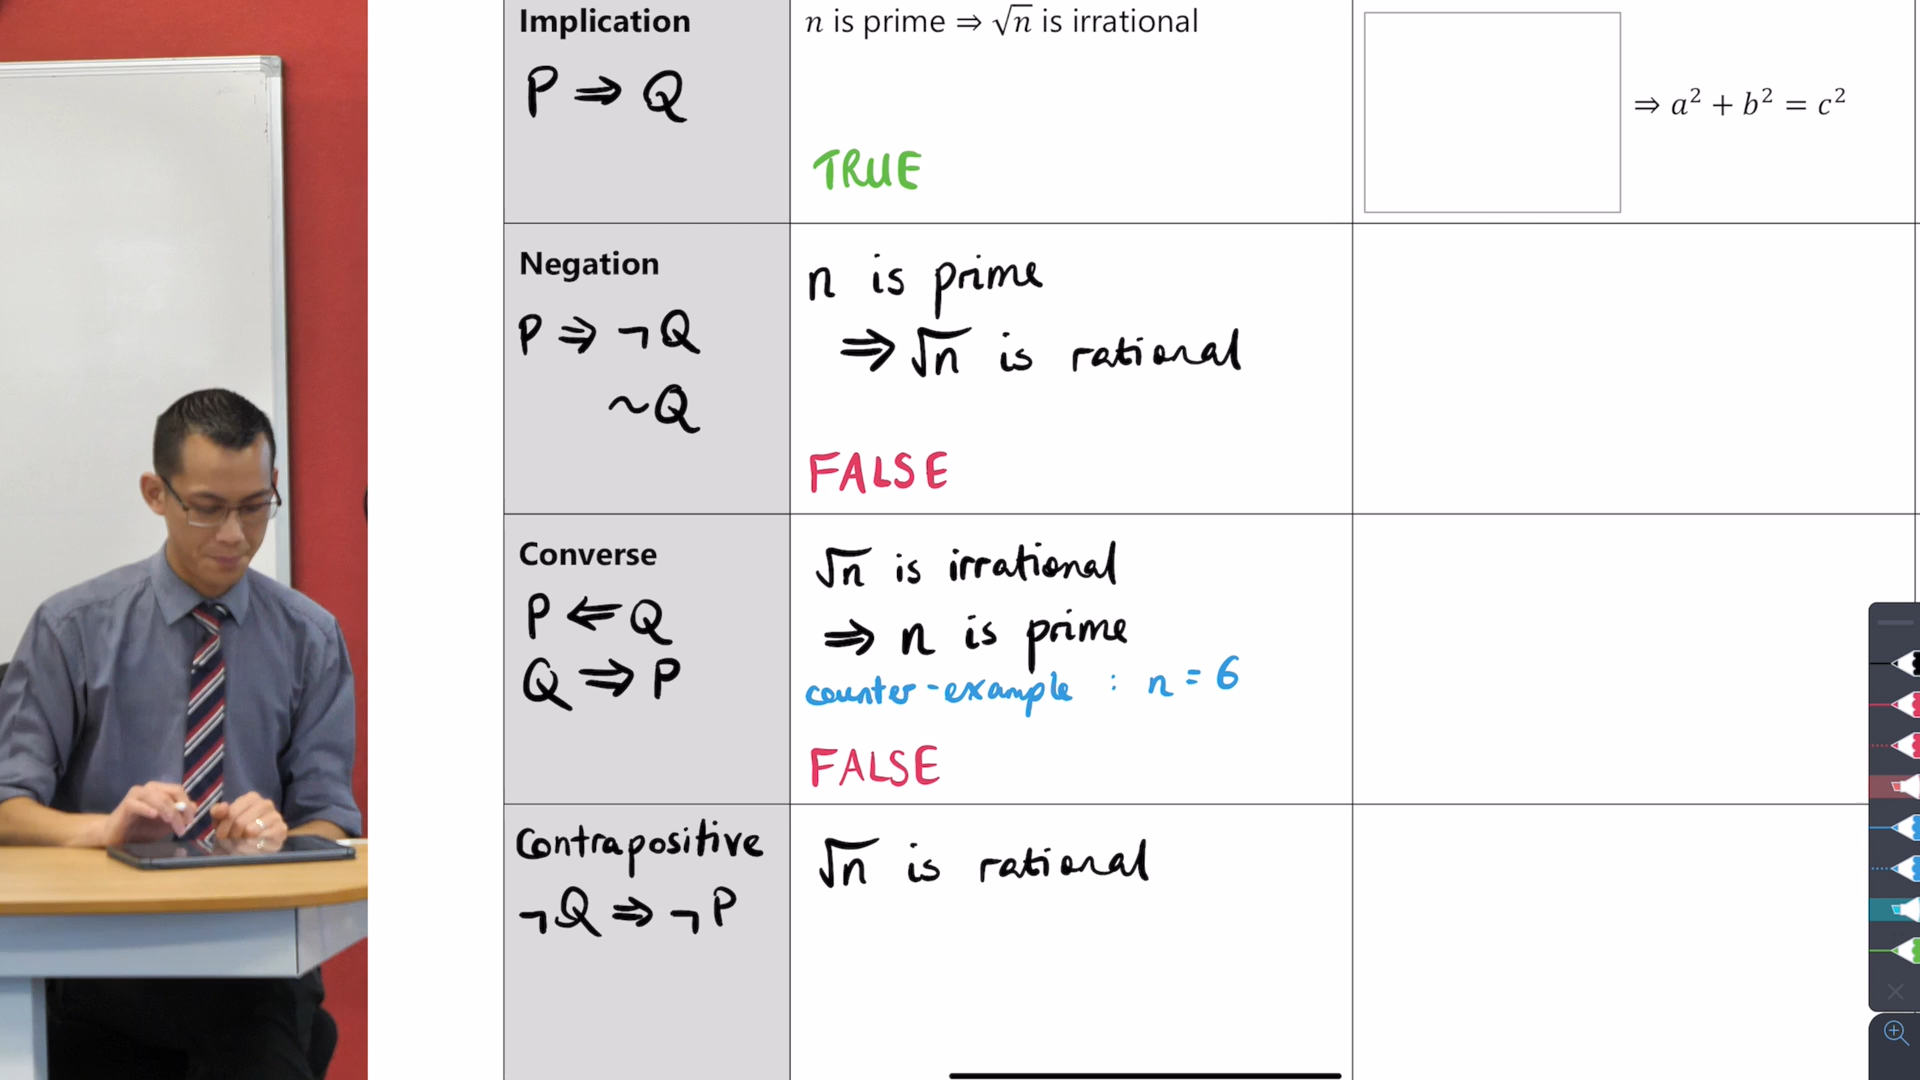 Implication
P ⇒ Q
n is prime ⇒ √n is irrational
TRUE
⇒ a² + b² = c²
Negation
P ⇒ ¬Q
~Q
n is prime
⇒ √n is rational
FALSE
Converse
P ⇐ Q
Q ⇒ P
√n is irrational
⇒ n is prime
counter-example : n = 6
FALSE
Contrapositive
¬Q ⇒ ¬P
√n is rational